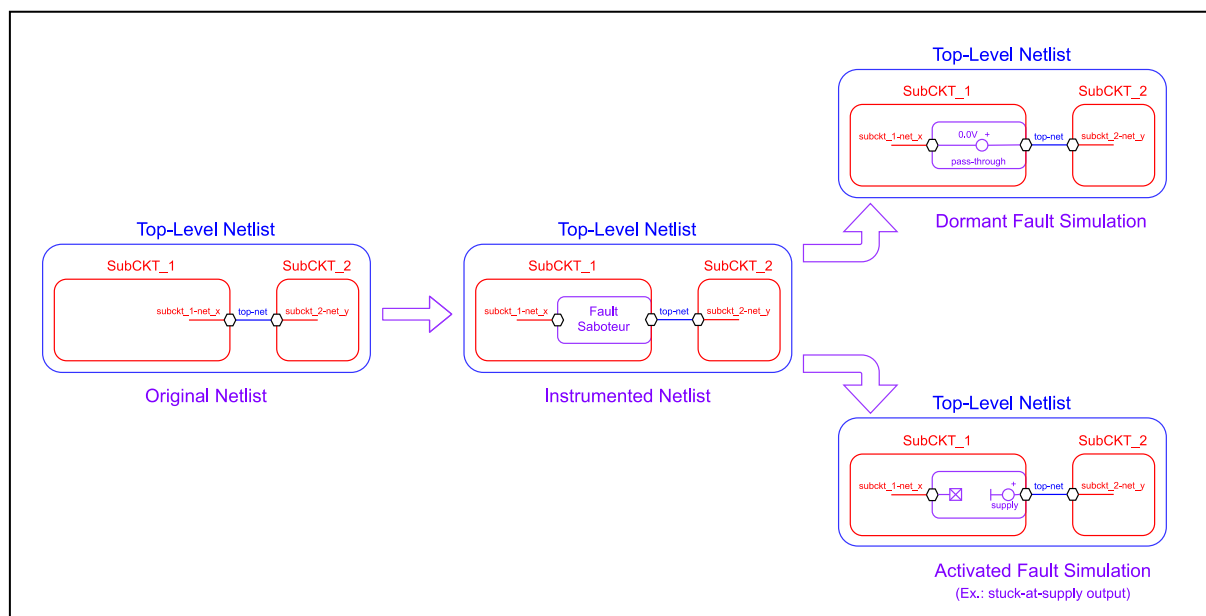 Top-Level Netlist
SubCKT_1 SubCKT_2
subckt_1-net_x top-net subckt_2-net_y
Original Netlist
Top-Level Netlist
SubCKT_1 SubCKT_2
subckt_1-net_x Fault Saboteur top-net subckt_2-net_y
Instrumented Netlist
Top-Level Netlist
SubCKT_1 SubCKT_2
0.0V +
subckt_1-net_x top-net subckt_2-net_y
pass-through
Dormant Fault Simulation
Top-Level Netlist
SubCKT_1 SubCKT_2
+
subckt_1-net_x top-net subckt_2-net_y
supply
Activated Fault Simulation
(Ex.: stuck-at-supply output)